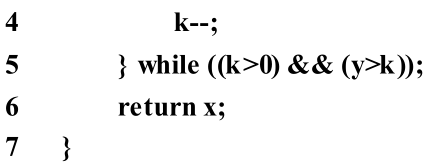 4 k--;
5 } while ((k>0) && (y>k));
6 return x;
7 }